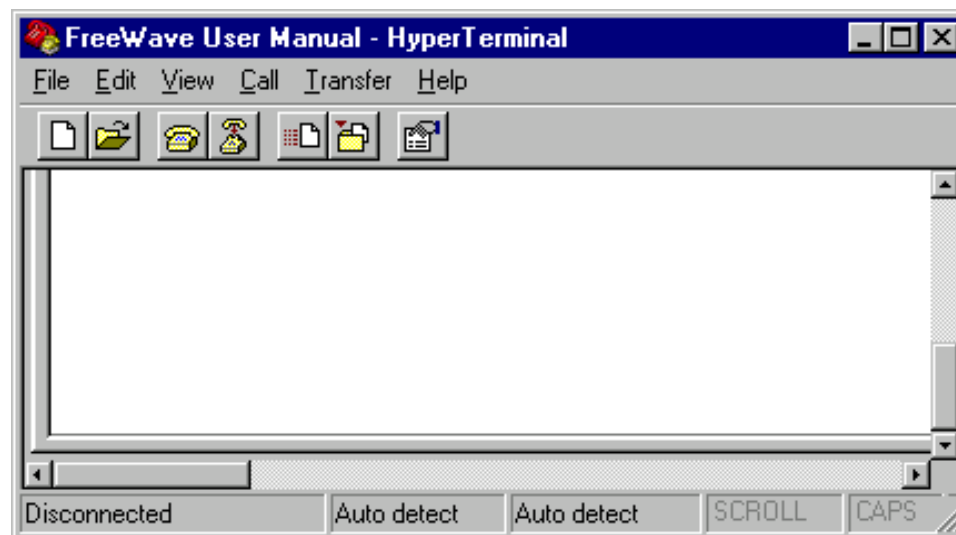 FreeWave User Manual - HyperTerminal
File Edit View Call Transfer Help
Disconnected Auto detect Auto detect SCROLL CAPS